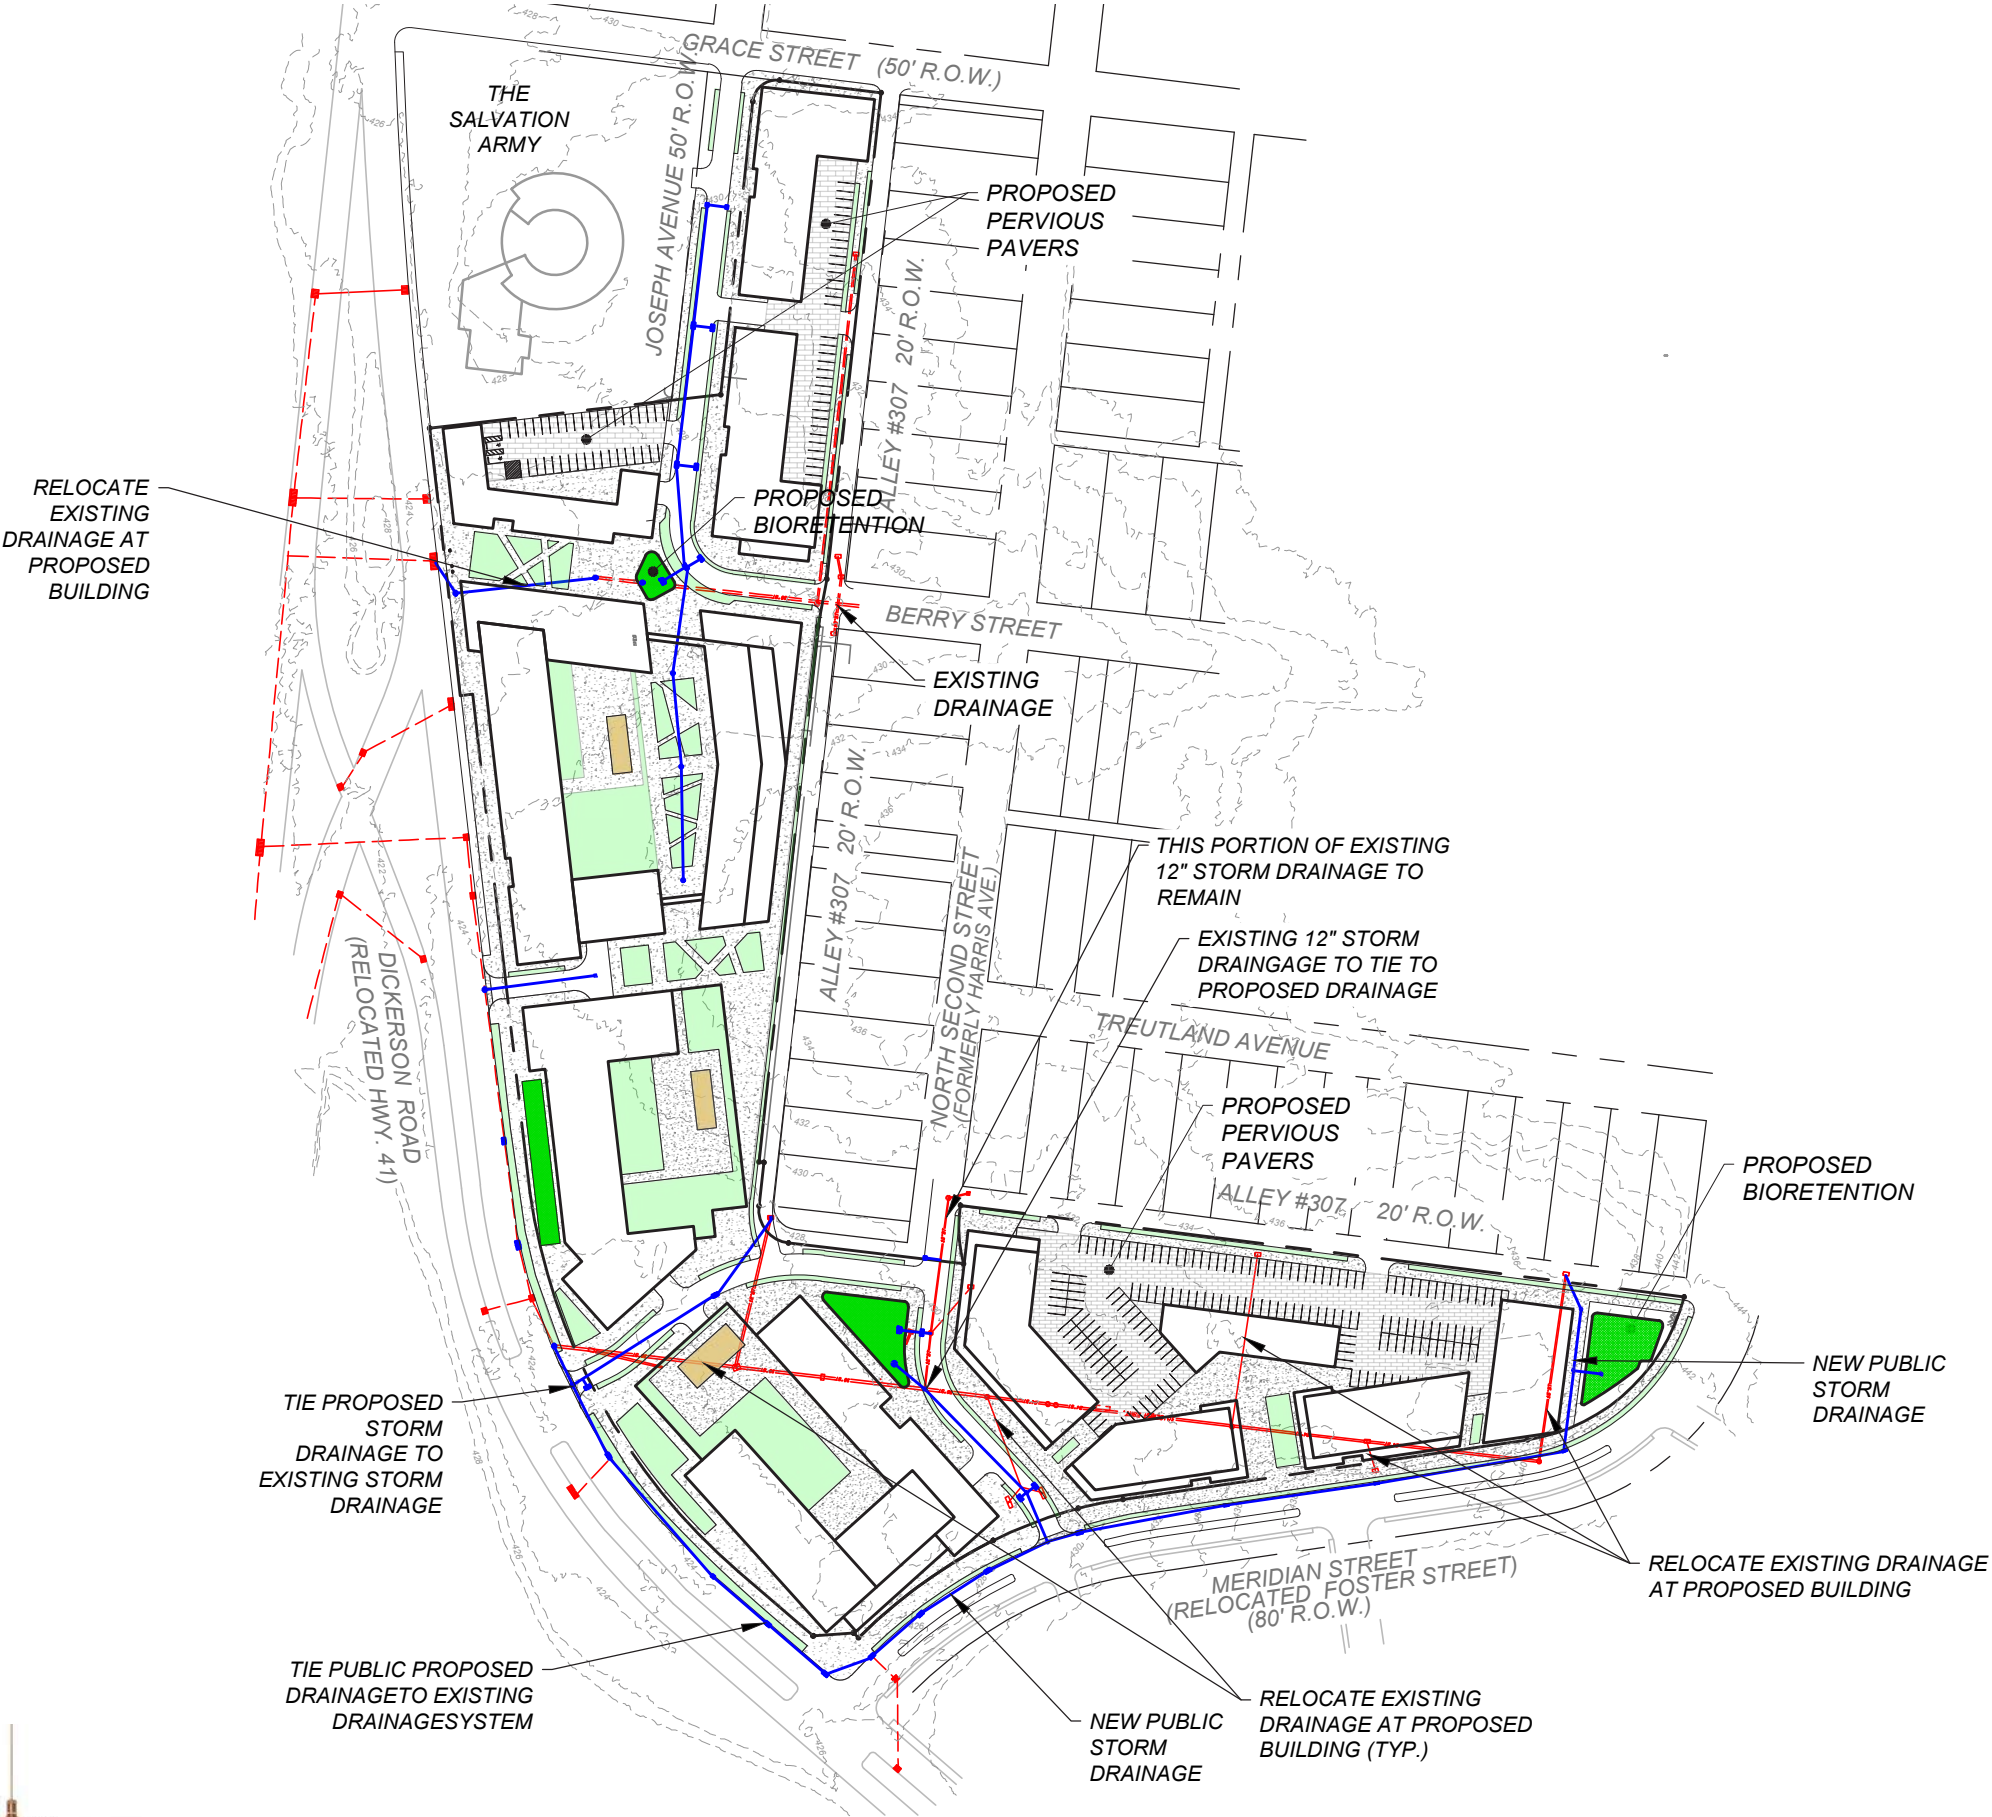 GRACE STREET (50' R.O.W.)
THE
SALVATION
ARMY
JOSEPH AVENUE 50' R.O.W.
PROPOSED
PERVIOUS
PAVERS
ALLEY #307 20' R.O.W.
RELOCATE
EXISTING
DRAINAGE AT
PROPOSED
BUILDING
PROPOSED
BIORETENTION
BERRY STREET
EXISTING
DRAINAGE
ALLEY #307 20' R.O.W.
THIS PORTION OF EXISTING
12" STORM DRAINAGE TO
REMAIN
EXISTING 12" STORM
DRAINGAGE TO TIE TO
PROPOSED DRAINAGE
NORTH SECOND STREET
(FORMERLY HARRIS AVE.)
DICKERSON ROAD
(RELOCATED HWY. 41)
TREUTLAND AVENUE
PROPOSED
PERVIOUS
PAVERS
ALLEY #307 20' R.O.W.
PROPOSED
BIORETENTION
NEW PUBLIC
STORM
DRAINAGE
TIE PROPOSED
STORM
DRAINAGE TO
EXISTING STORM
DRAINAGE
MERIDIAN STREET
(RELOCATED FOSTER STREET)
(80' R.O.W.)
RELOCATE EXISTING DRAINAGE
AT PROPOSED BUILDING
TIE PUBLIC PROPOSED
DRAINAGETO EXISTING
DRAINAGESYSTEM
NEW PUBLIC
STORM
DRAINAGE
RELOCATE EXISTING
DRAINAGE AT PROPOSED
BUILDING (TYP.)